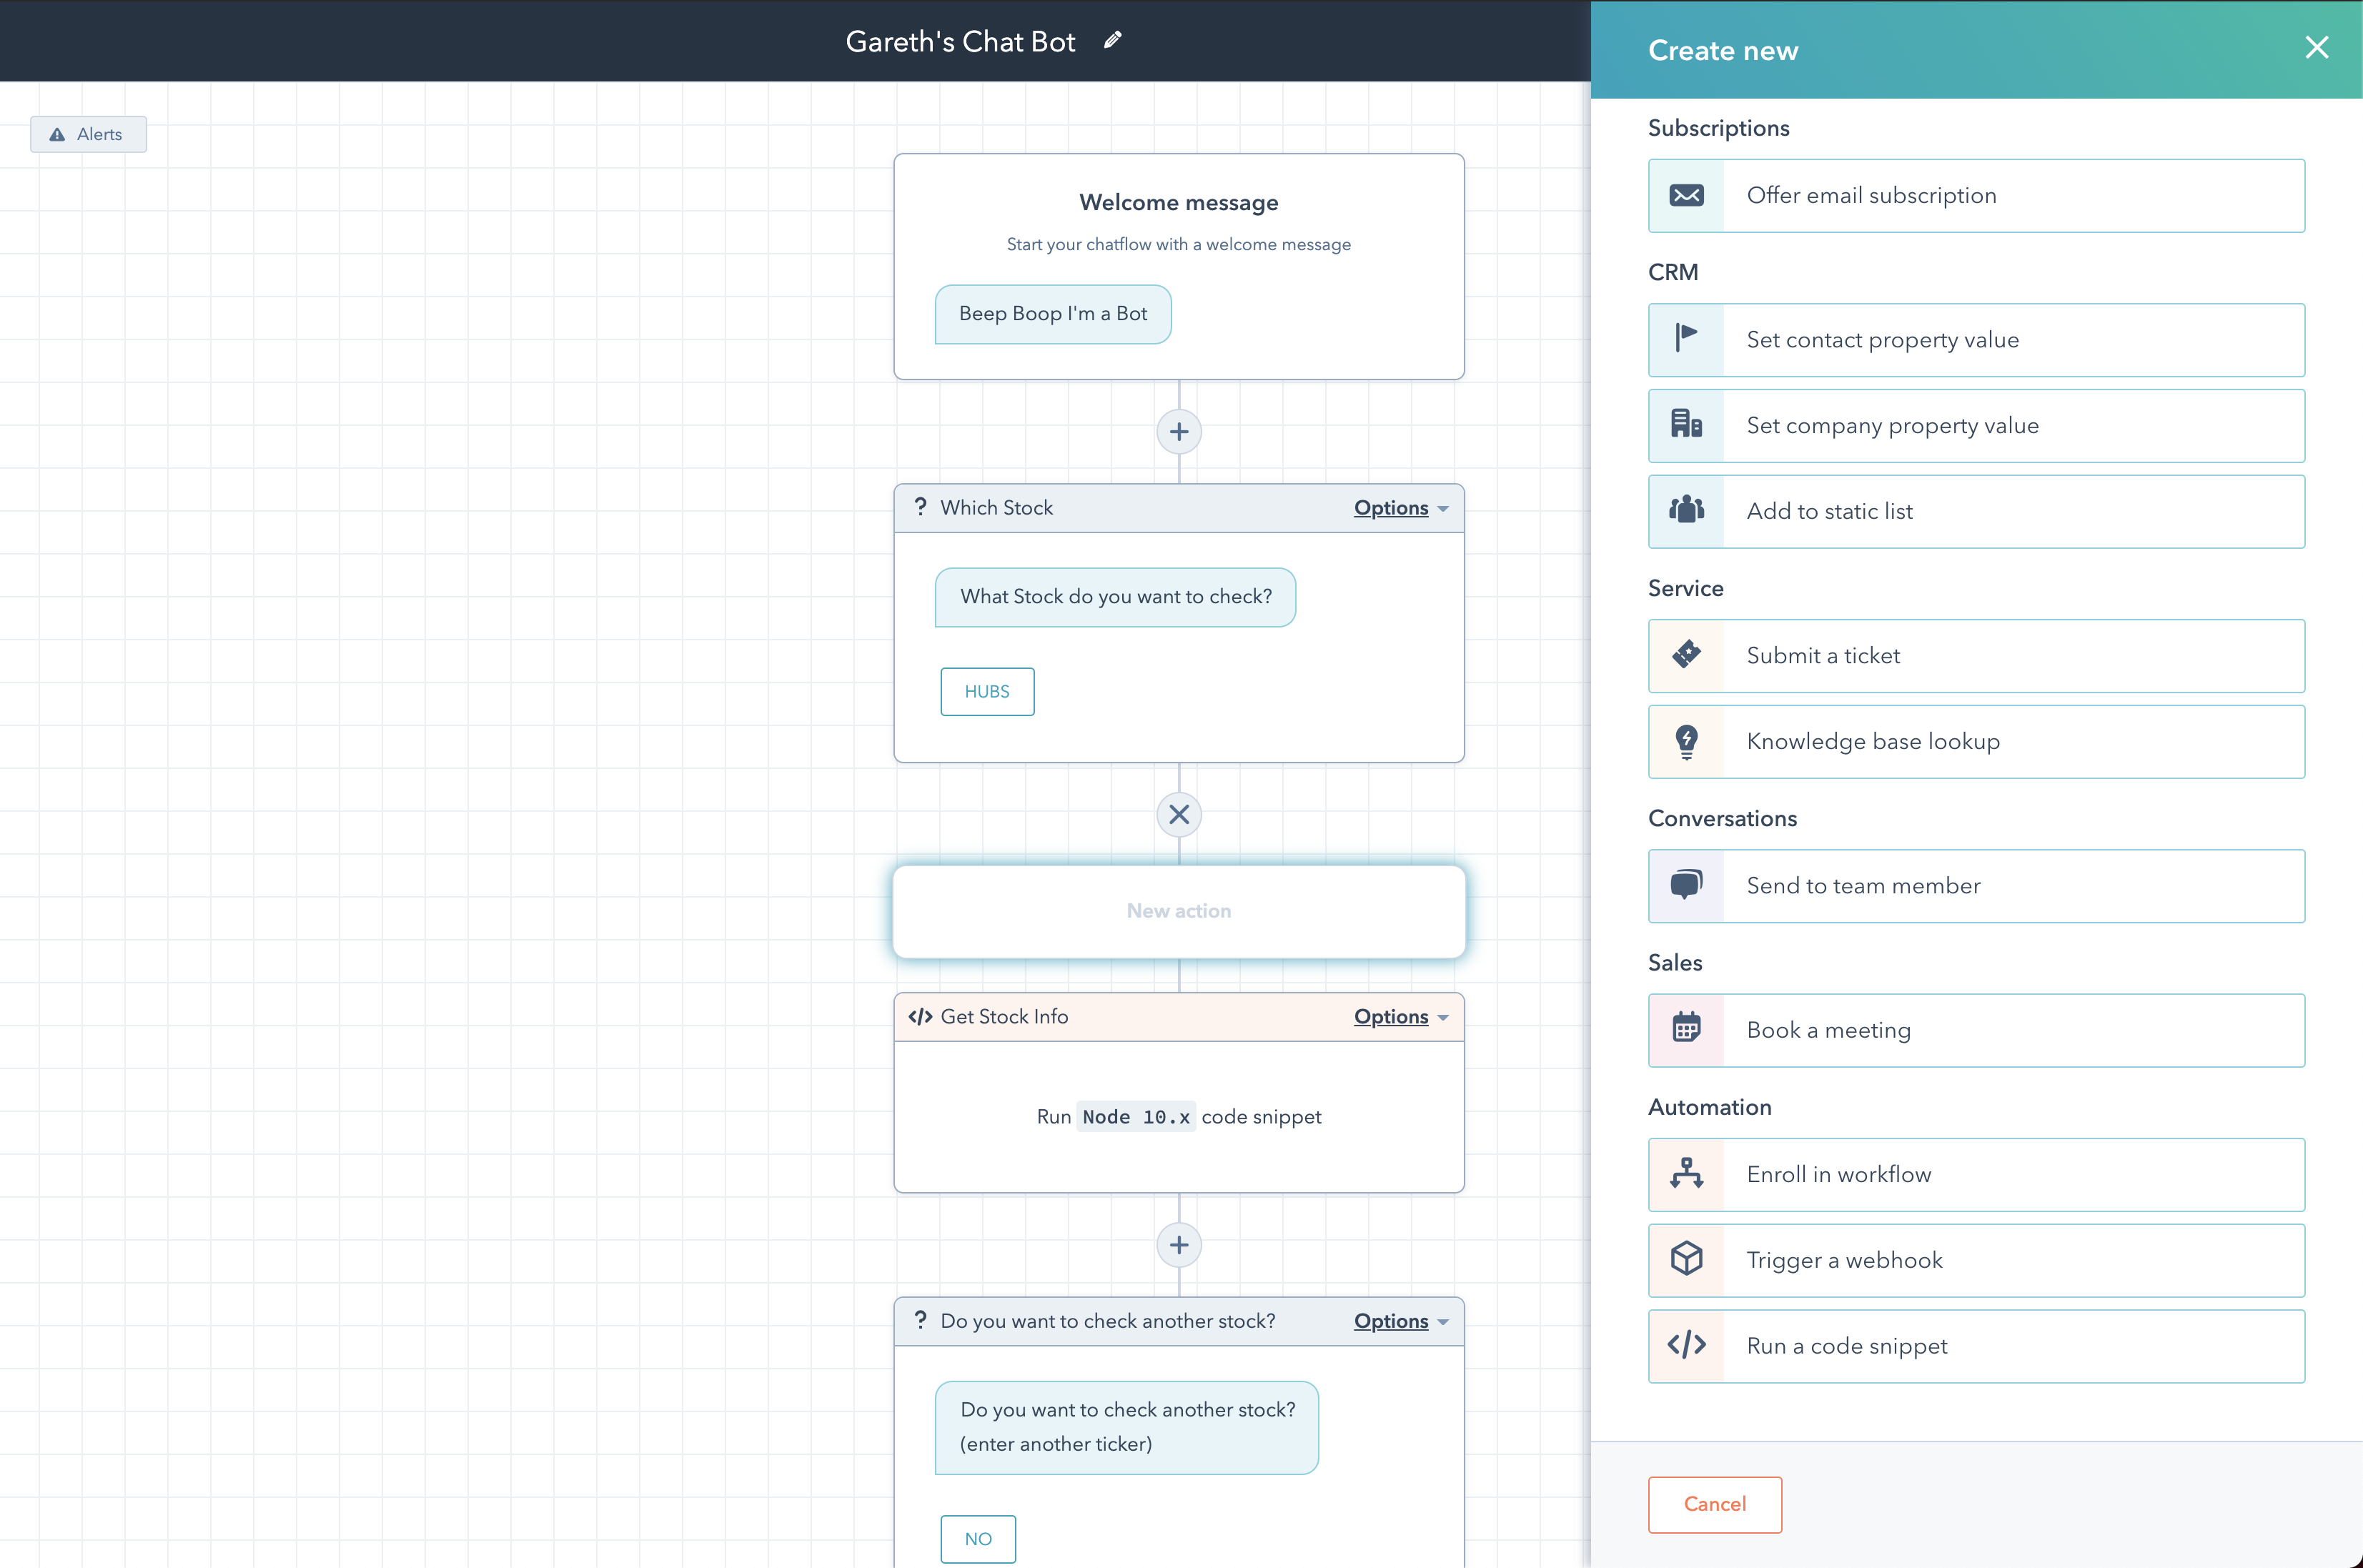 Gareth's Chat Bot
Alerts
Welcome message
Start your chatflow with a welcome message
Beep Boop I'm a Bot
? Which Stock Options
What Stock do you want to check?
HUBS
New action
</> Get Stock Info Options
Run Node 10.x code snippet
? Do you want to check another stock? Options
Do you want to check another stock?
(enter another ticker)
NO
Create new
Subscriptions
Offer email subscription
CRM
Set contact property value
Set company property value
Add to static list
Service
Submit a ticket
Knowledge base lookup
Conversations
Send to team member
Sales
Book a meeting
Automation
Enroll in workflow
Trigger a webhook
</> Run a code snippet
Cancel